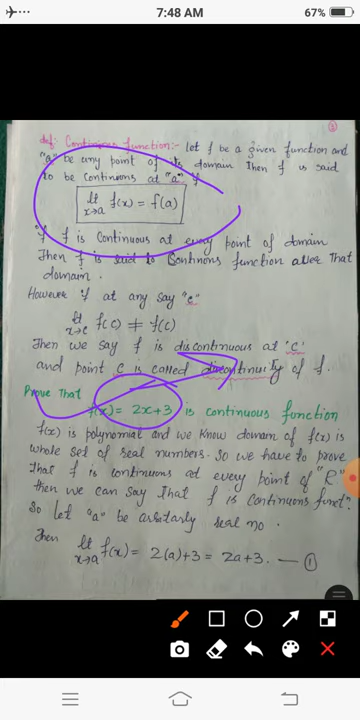 7:48 AM
67%
②
def: Continuous function:- let f be a given function and
"a" be any point of its domain Then f is said
to be continuous at "a" if
lt x→a f(x) = f(a)
"If f is continuous at every point of domain
Then f is said to continous function over That
domain.
However if at any say "c"
lt x→c f(c) ≠ f(c)
Then we say f is discontinuous at 'c'
and point c is called discontinuity of f.
Prove That
f(x) = 2x+3 is continuous function
f(x) is polynomial and we know domain of f(x) is
whole set of real numbers. So we have to prove
That f is continuous at every point of "R"
then we can say That f is continuous funct:
So let "a" be arbitarly real no.
Then
lt x→a f(x) = 2(a)+3 = 2a+3. — ①